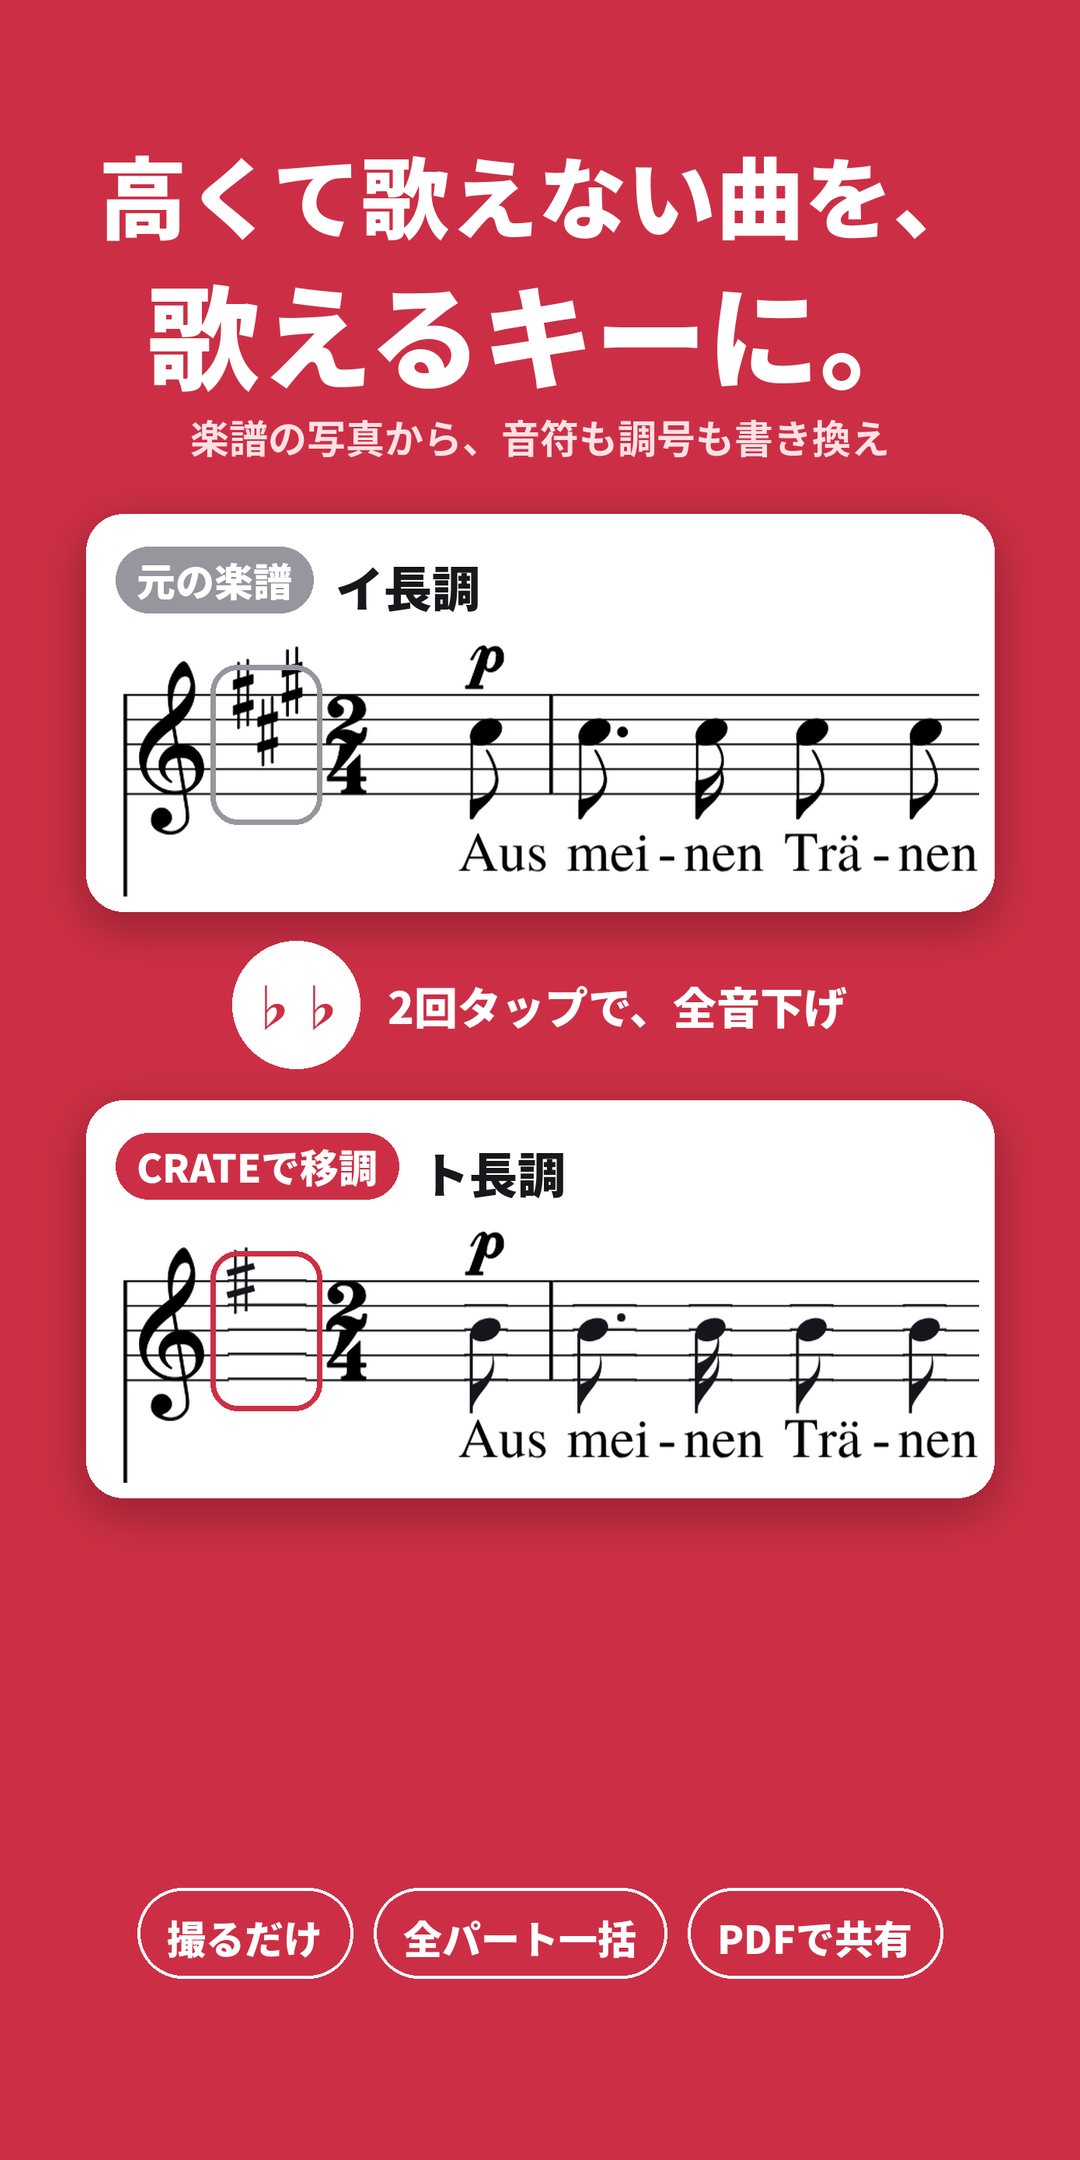 高くて歌えない曲を、
歌えるキーに。
楽譜の写真から、音符も調号も書き換え
元の楽譜 イ長調
p
2
4
Aus mei - nen Trä - nen
♭ ♭ 2回タップで、全音下げ
CRATEで移調 ト長調
p
2
4
Aus mei - nen Trä - nen
撮るだけ 全パート一括 PDFで共有